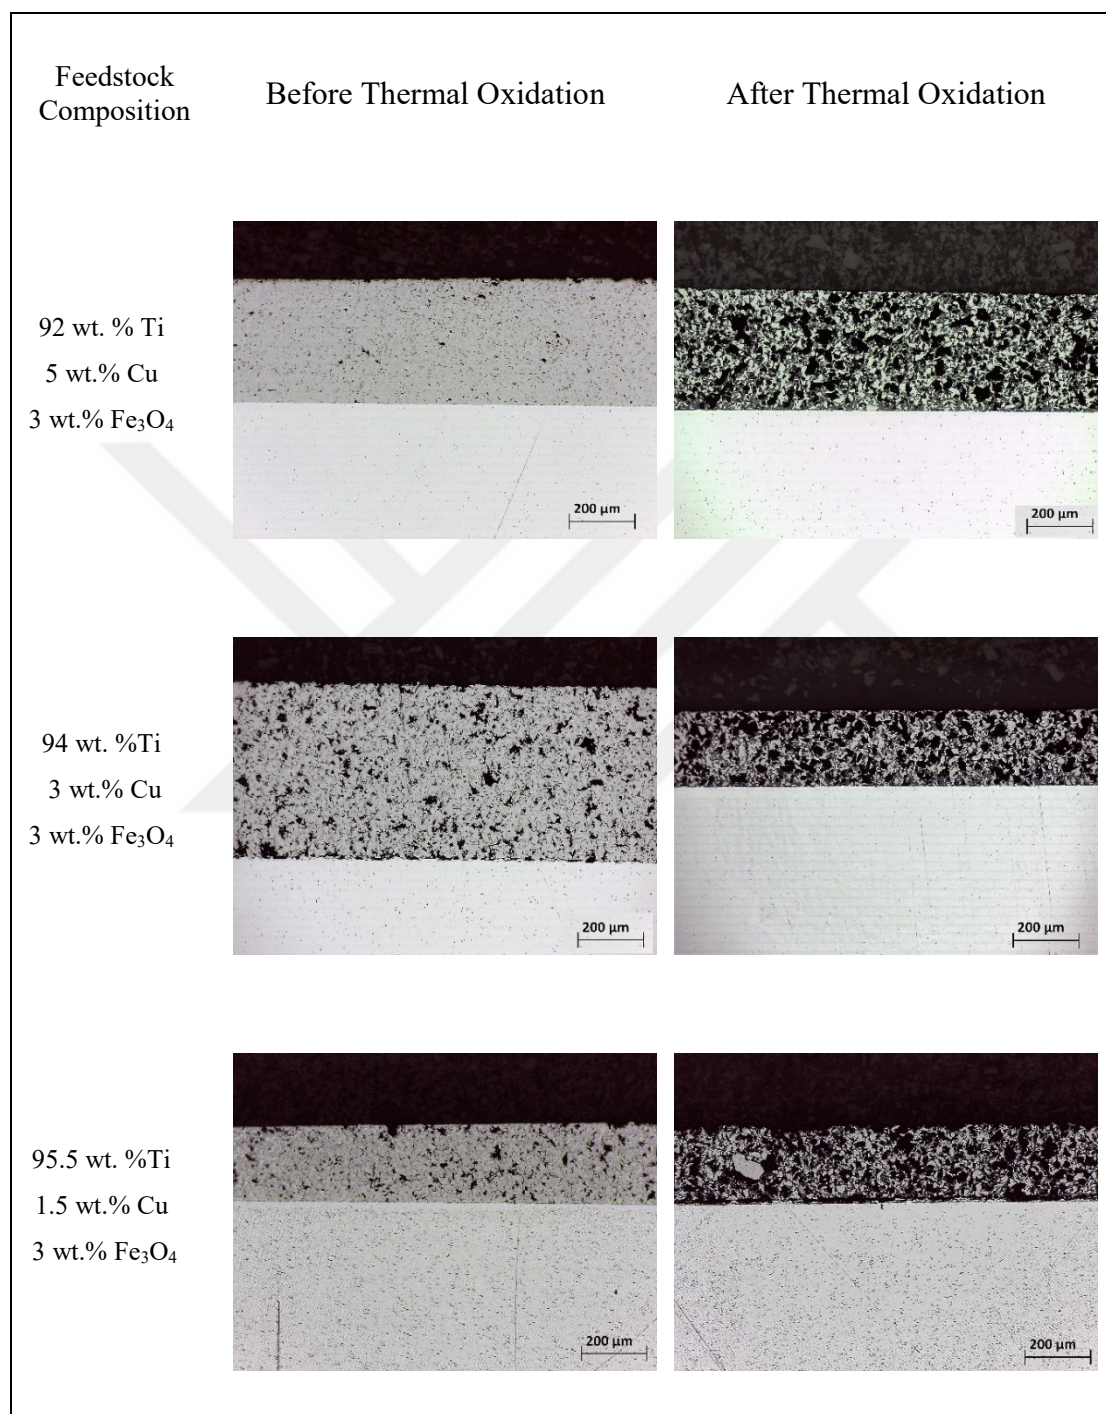 Feedstock
Composition
Before Thermal Oxidation
After Thermal Oxidation
92 wt. % Ti
5 wt.% Cu
3 wt.% Fe₃O₄
200 µm
200 µm
94 wt. %Ti
3 wt.% Cu
3 wt.% Fe₃O₄
200 µm
200 µm
95.5 wt. %Ti
1.5 wt.% Cu
3 wt.% Fe₃O₄
200 µm
200 µm